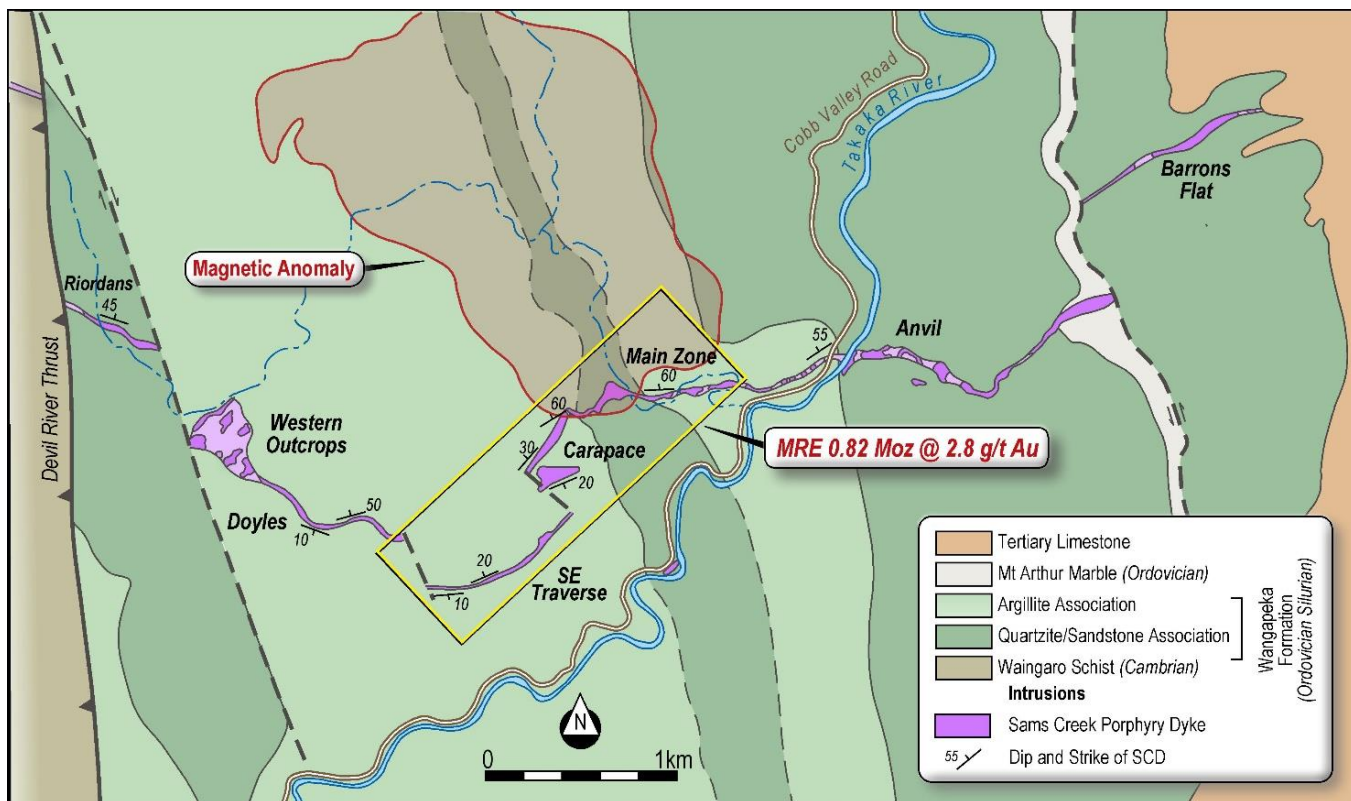 Cobb Valley Road
Takaka River
Barrons
Flat
Magnetic Anomaly
Riordans
45
Devil River Thrust
Main Zone
60
55
Anvil
Western
Outcrops
60
30
Carapace
20
MRE 0.82 Moz @ 2.8 g/t Au
Doyles
10
50
20
10
SE
Traverse
N
0
1km
Tertiary Limestone
Mt Arthur Marble (Ordovician)
Argillite Association
Quartzite/Sandstone Association
Waingaro Schist (Cambrian)
Wangapeka
Formation
(Ordovician Silurian)
Intrusions
Sams Creek Porphyry Dyke
55
Dip and Strike of SCD